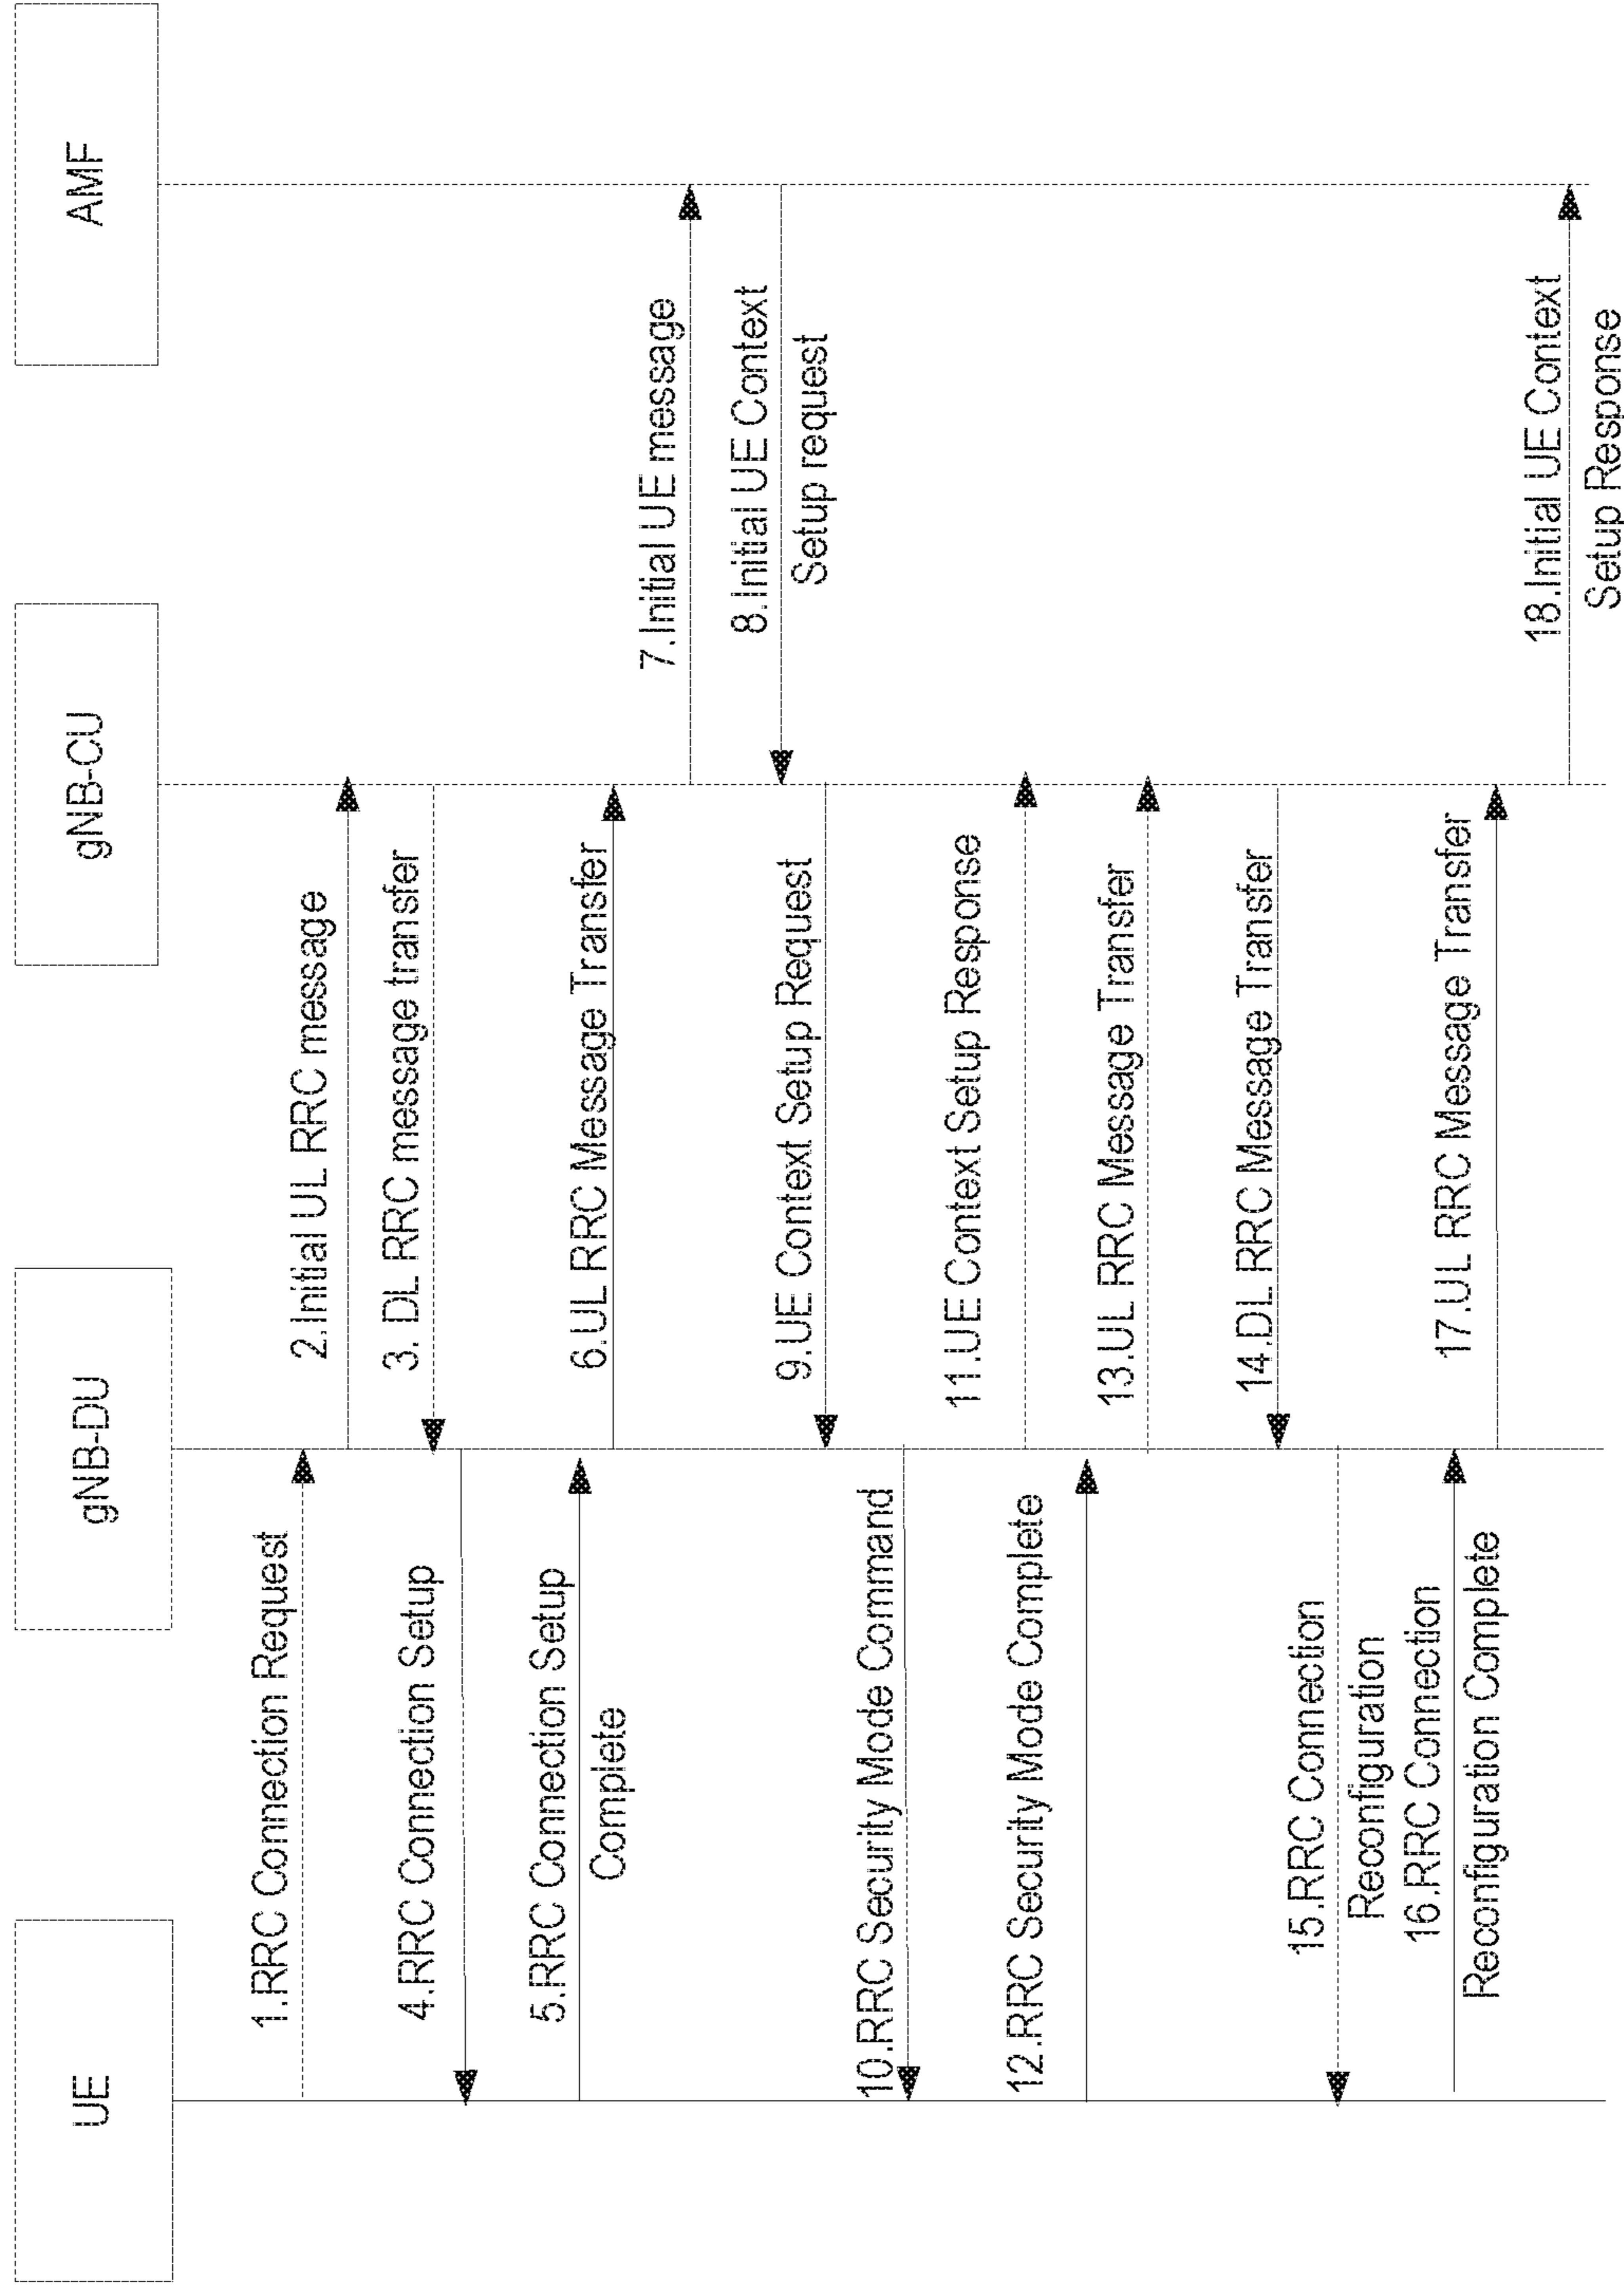 UE
gNB-DU
gNB-CU
AMF
1.RRC Connection Request
2.Initial UL RRC message
3. DL RRC message transfer
4.RRC Connection Setup
5.RRC Connection Setup
Complete
6.UL RRC Message Transfer
7.Initial UE message
8.Initial UE Context
Setup request
9.UE Context Setup Request
10.RRC Security Mode Command
11.UE Context Setup Response
12.RRC Security Mode Complete
13.UL RRC Message Transfer
14.DL RRC Message Transfer
15.RRC Connection
Reconfiguration
16.RRC Connection
Reconfiguration Complete
17.UL RRC Message Transfer
18.Initial UE Context
Setup Response